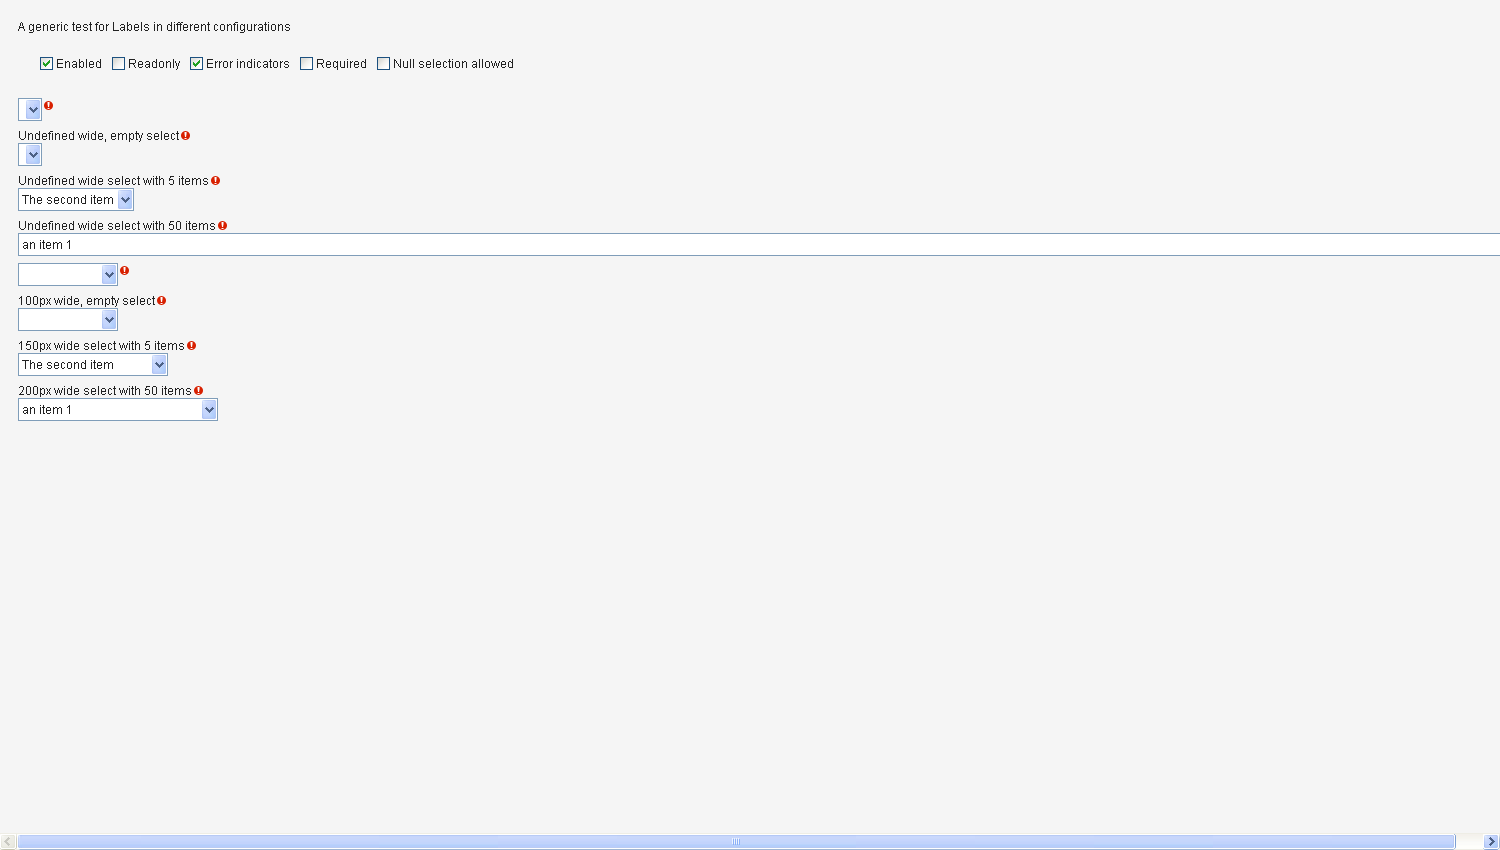 A generic test for Labels in different configurations
Enabled Readonly Error indicators Required Null selection allowed
Undefined wide, empty select
Undefined wide select with 5 items
The second item
Undefined wide select with 50 items
an item 1
100px wide, empty select
150px wide select with 5 items
The second item
200px wide select with 50 items
an item 1